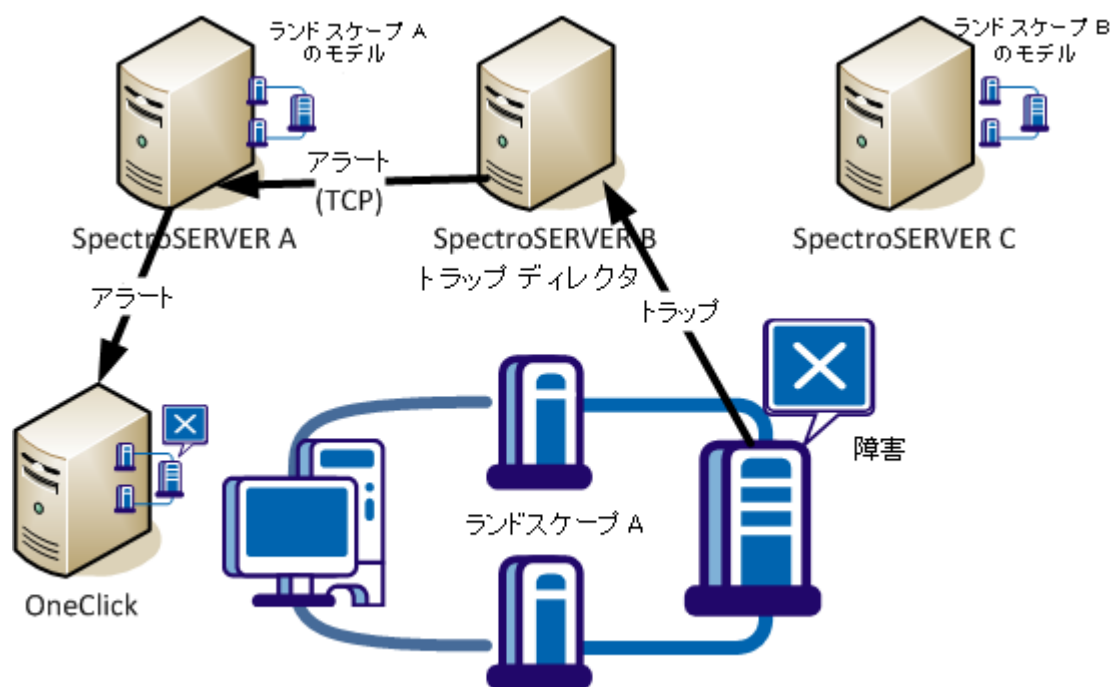 ランドスケープ A
のモデル
ランドスケープ B
のモデル
アラート
(TCP)
SpectroSERVER A
SpectroSERVER B
トラップ ディレクタ
SpectroSERVER C
アラート
トラップ
障害
ランドスケープ A
OneClick